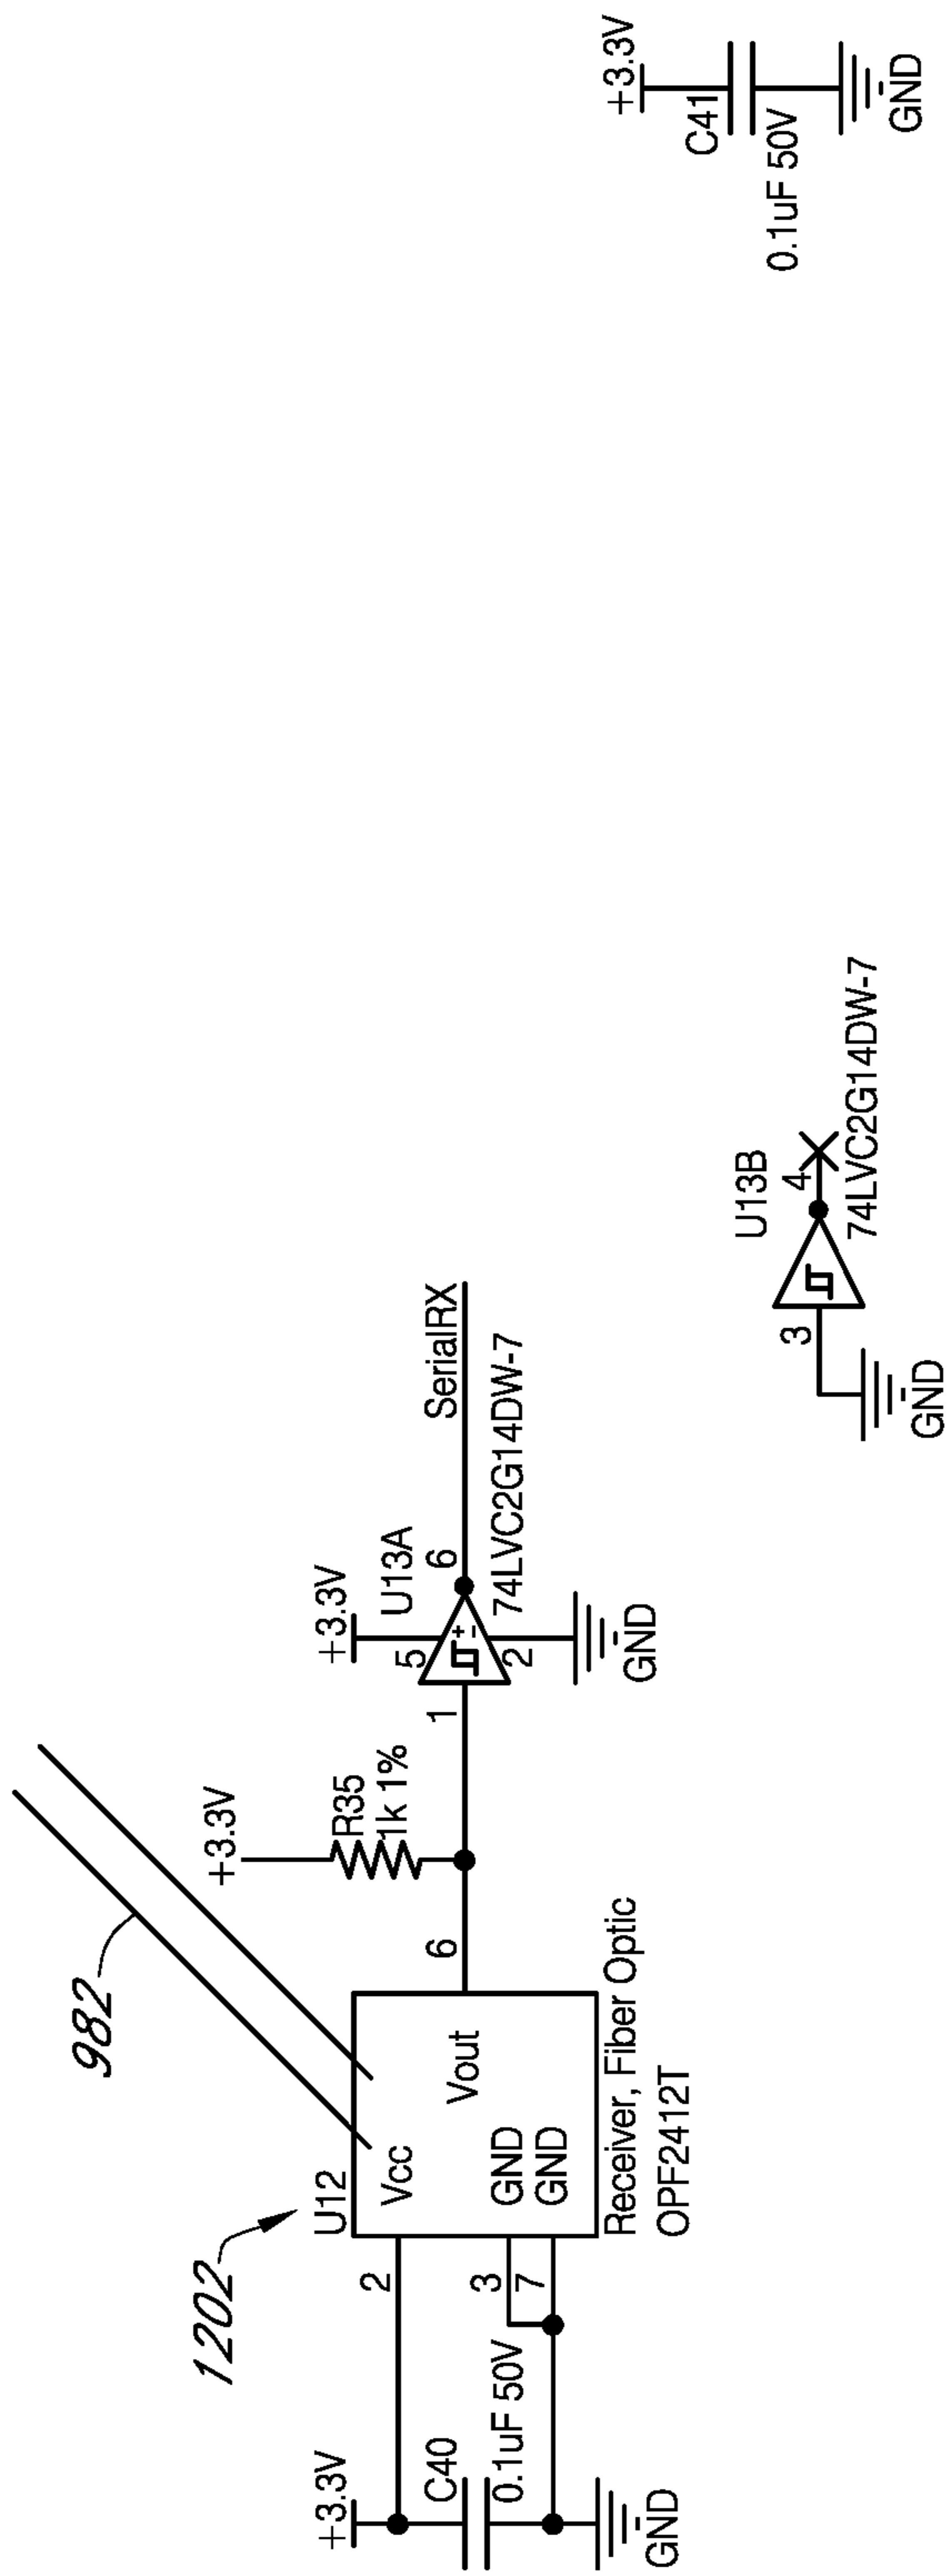 982
1202
+3.3V
C40
0.1uF 50V
GND
2
3
7
U12
Vcc
Vout
GND
GND
Receiver, Fiber Optic
OPF2412T
6
+3.3V
R35
1k 1%
1
+3.3V
5
U13A
6
+
-
2
74LVC2G14DW-7
GND
SerialRX
GND
3
U13B
4
74LVC2G14DW-7
+3.3V
C41
0.1uF 50V
GND